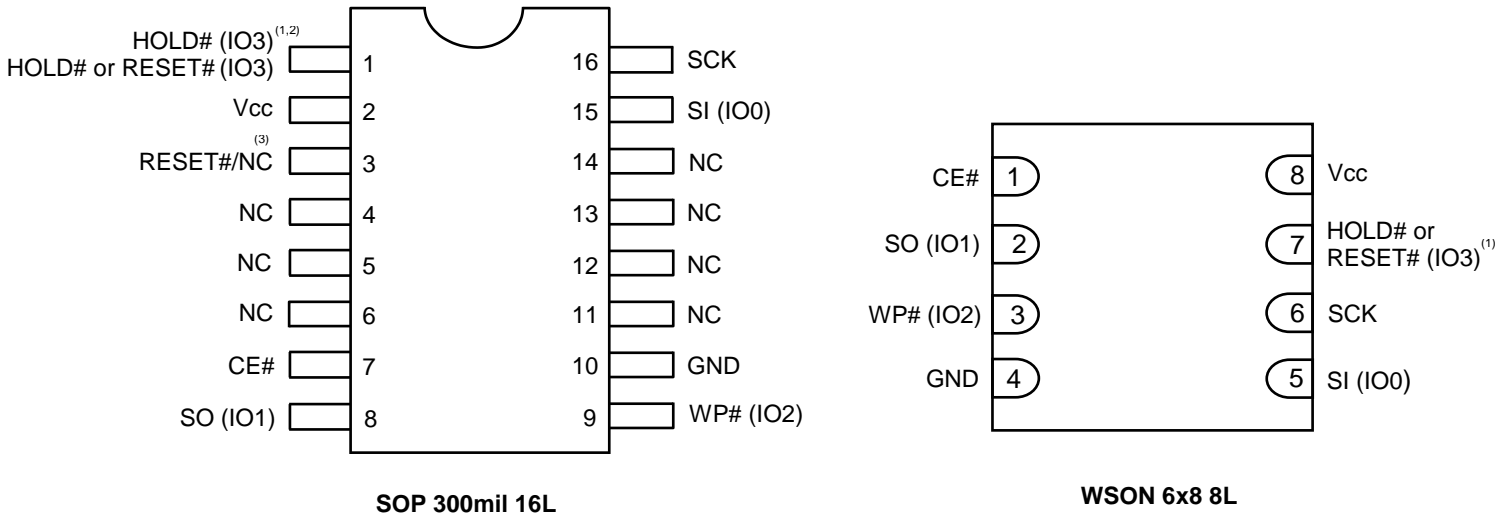 HOLD# (IO3)(1,2)
HOLD# or RESET# (IO3)
1
16
SCK
Vcc
2
15
SI (IO0)
RESET#/NC(3)
3
14
NC
NC
4
13
NC
NC
5
12
NC
NC
6
11
NC
CE#
7
10
GND
SO (IO1)
8
9
WP# (IO2)
SOP 300mil 16L
CE#
1
8
Vcc
SO (IO1)
2
7
HOLD# or
RESET# (IO3)(1)
WP# (IO2)
3
6
SCK
GND
4
5
SI (IO0)
WSON 6x8 8L